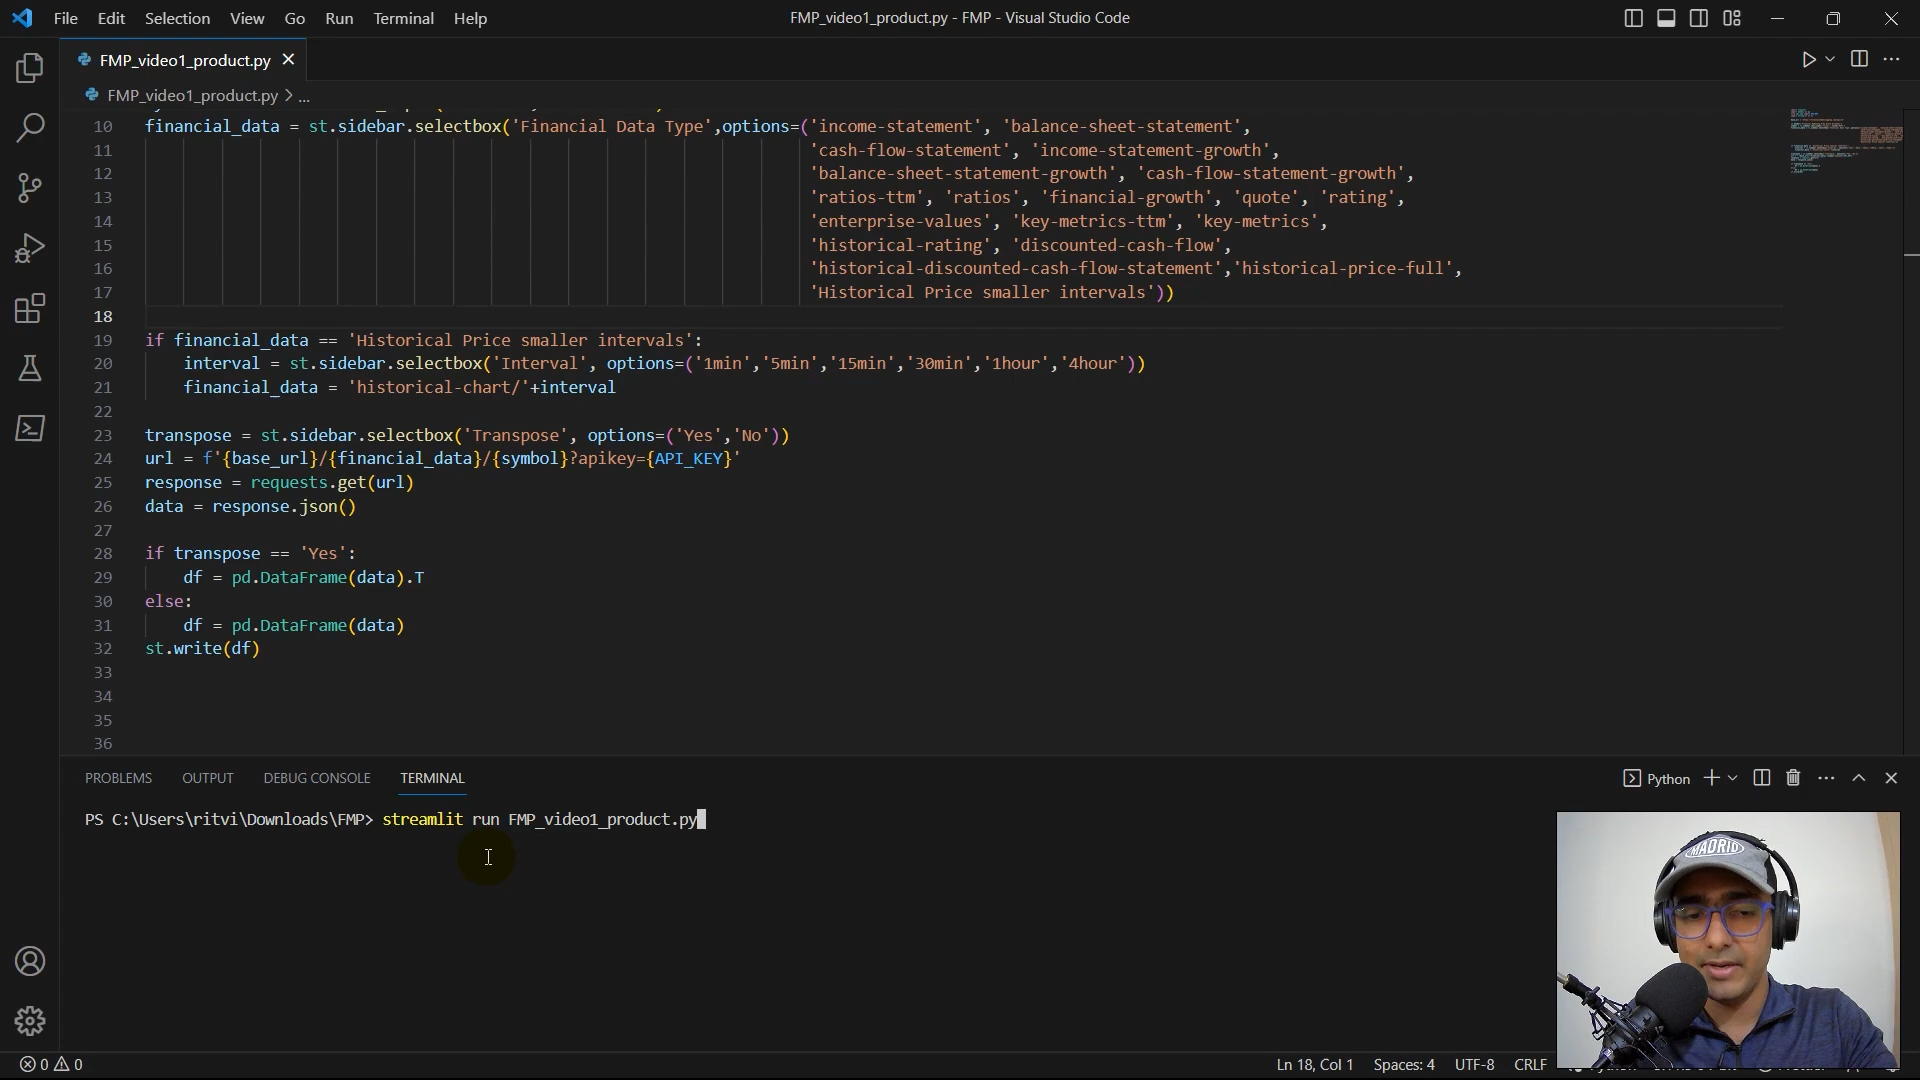 File Edit Selection View Go Run Terminal Help
FMP_video1_product.py - FMP - Visual Studio Code
FMP_video1_product.py
FMP_video1_product.py > ...
10 financial_data = st.sidebar.selectbox('Financial Data Type',options=('income-statement', 'balance-sheet-statement',
11 'cash-flow-statement', 'income-statement-growth',
12 'balance-sheet-statement-growth', 'cash-flow-statement-growth',
13 'ratios-ttm', 'ratios', 'financial-growth', 'quote', 'rating',
14 'enterprise-values', 'key-metrics-ttm', 'key-metrics',
15 'historical-rating', 'discounted-cash-flow',
16 'historical-discounted-cash-flow-statement','historical-price-full',
17 'Historical Price smaller intervals'))
18
19 if financial_data == 'Historical Price smaller intervals':
20 interval = st.sidebar.selectbox('Interval', options=('1min','5min','15min','30min','1hour','4hour'))
21 financial_data = 'historical-chart/'+interval
22
23 transpose = st.sidebar.selectbox('Transpose', options=('Yes','No'))
24 url = f'{base_url}/{financial_data}/{symbol}?apikey={API_KEY}'
25 response = requests.get(url)
26 data = response.json()
27
28 if transpose == 'Yes':
29 df = pd.DataFrame(data).T
30 else:
31 df = pd.DataFrame(data)
32 st.write(df)
33
34
35
36
PROBLEMS OUTPUT DEBUG CONSOLE TERMINAL
Python
PS C:\Users\ritvi\Downloads\FMP> streamlit run FMP_video1_product.py
MADRID
0 0
Ln 18, Col 1 Spaces: 4 UTF-8 CRLF